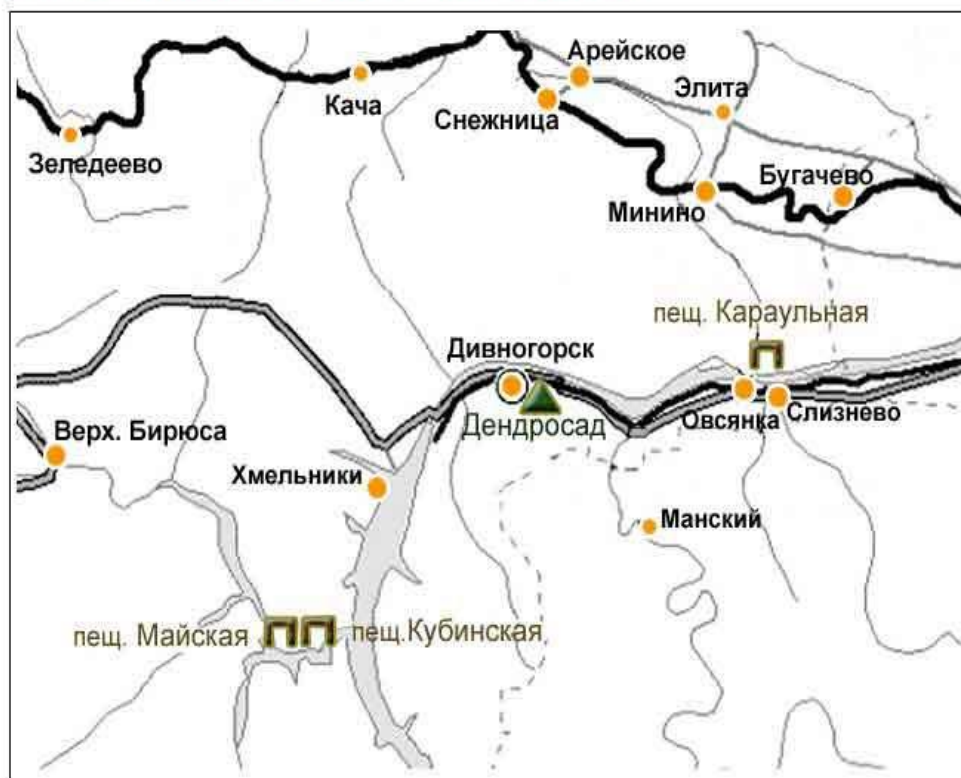 Арейское
Элита
Кача
Снежница
Зеледеево
Бугачево
Минино
пещ. Караульная
Дивногорск
Дендросад
Овсянка
Слизнево
Верх. Бирюса
Хмельники
Манский
пещ. Майская
пещ.Кубинская